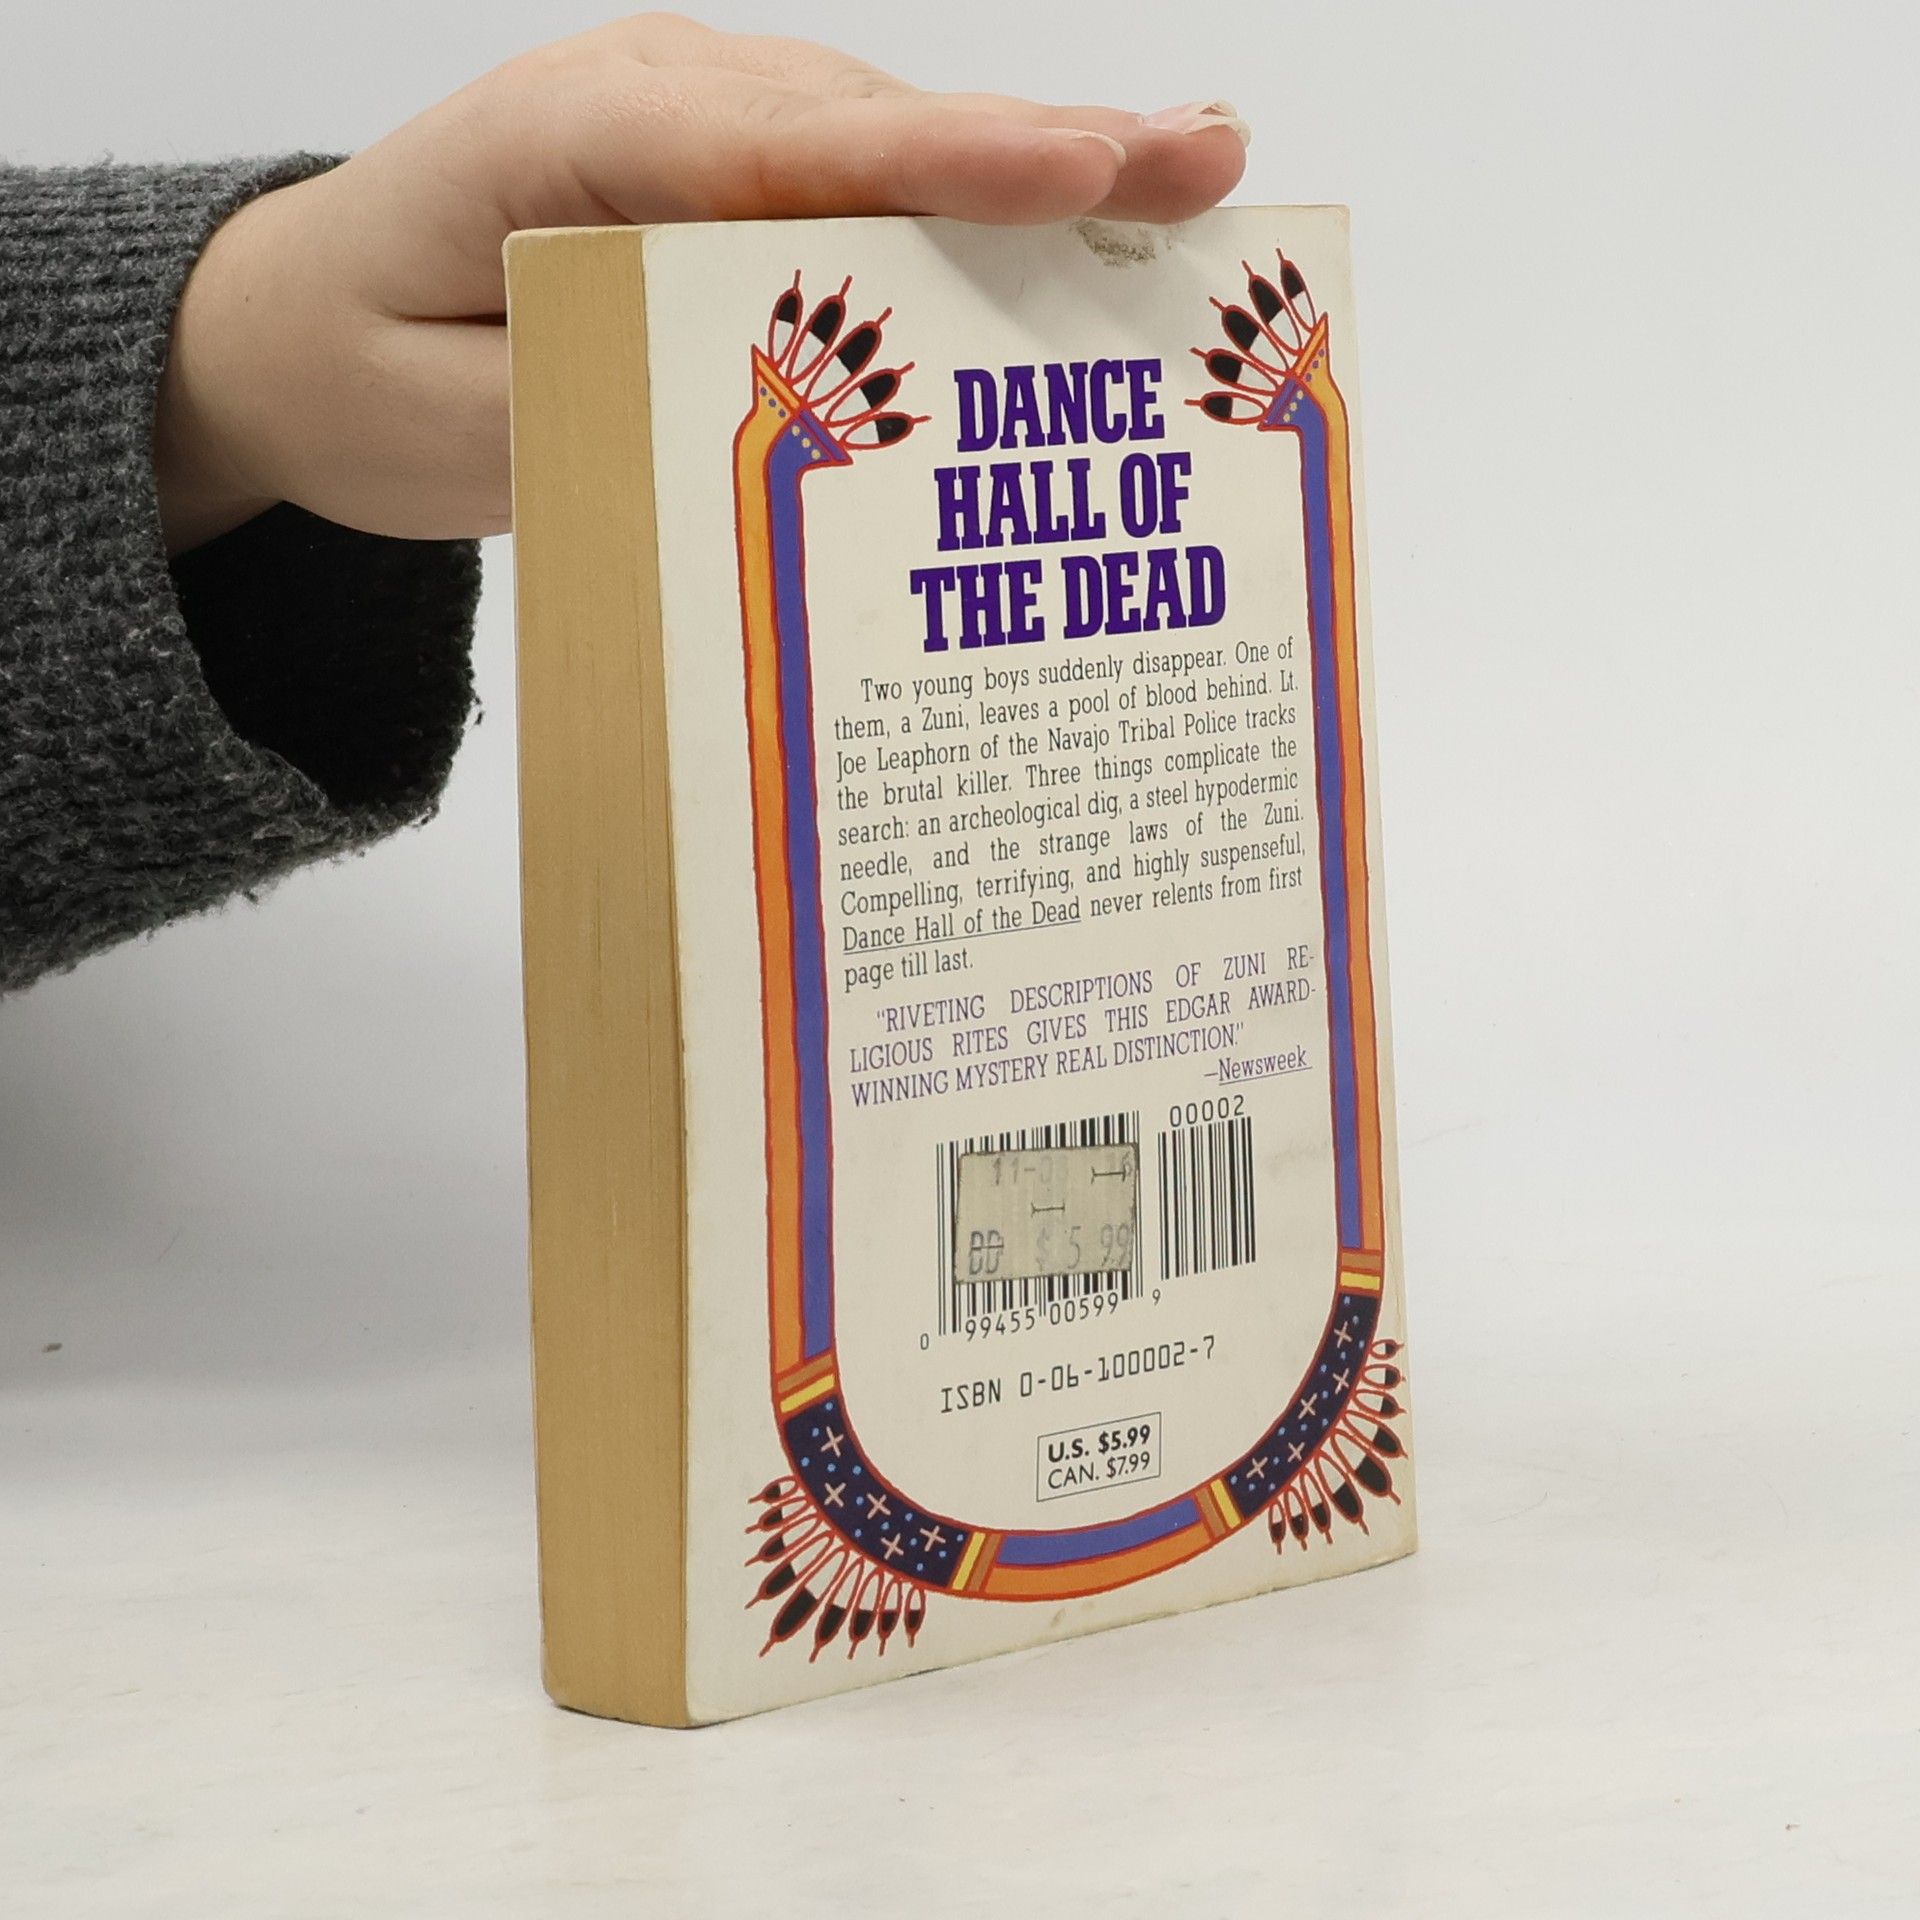 DANCE
HALL OF
THE DEAD
Two young boys suddenly disappear. One of
them, a Zuni, leaves a pool of blood behind. Lt.
Joe Leaphorn of the Navajo Tribal Police tracks
the brutal killer. Three things complicate the
search: an archeological dig, a steel hypodermic
needle, and the strange laws of the Zuni.
Compelling, terrifying, and highly suspenseful,
Dance Hall of the Dead never relents from first
page till last.
"RIVETING DESCRIPTIONS OF ZUNI RE-
LIGIOUS RITES GIVES THIS EDGAR AWARD-
WINNING MYSTERY REAL DISTINCTION."
—Newsweek
00002
$ 5 99
0 99455 00599 9
ISBN 0-06-100002-7
U.S. $5.99
CAN. $7.99